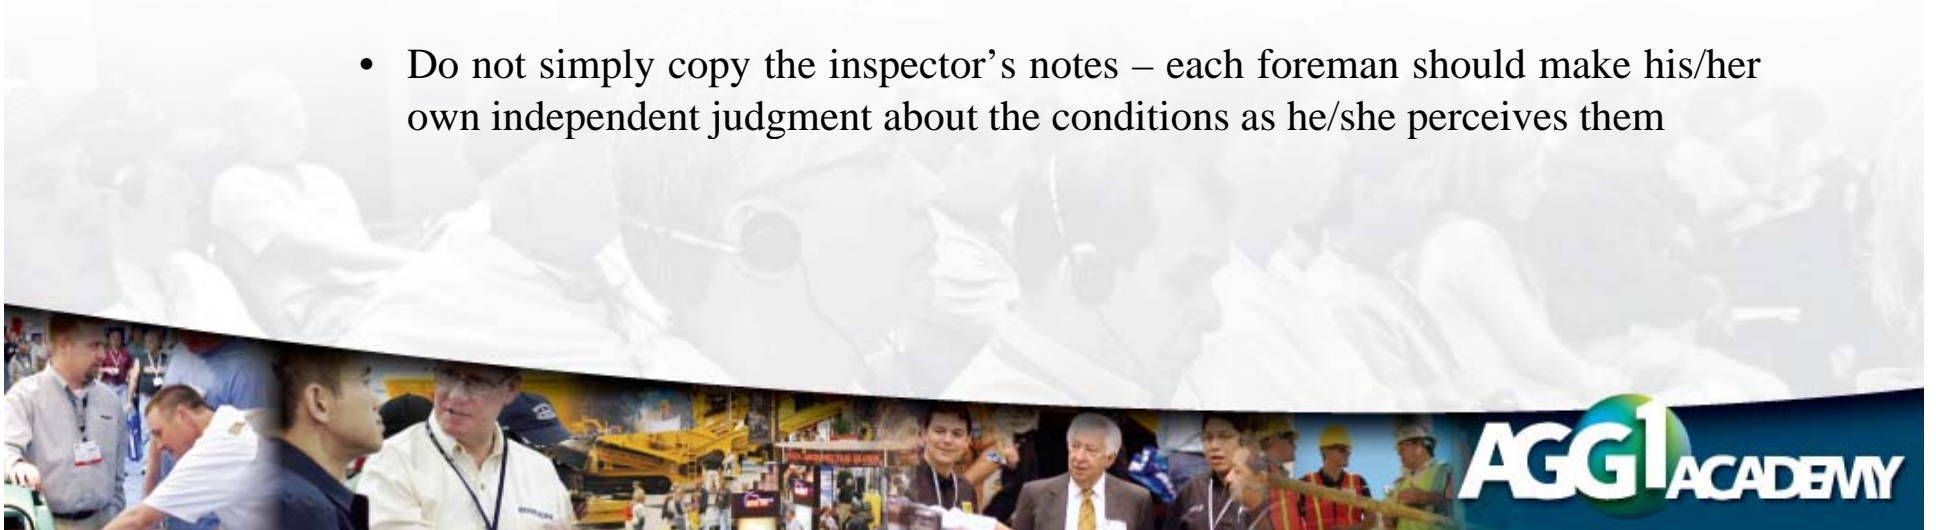 • Do not simply copy the inspector’s notes – each foreman should make his/her
own independent judgment about the conditions as he/she perceives them
AGG1 ACADEMY